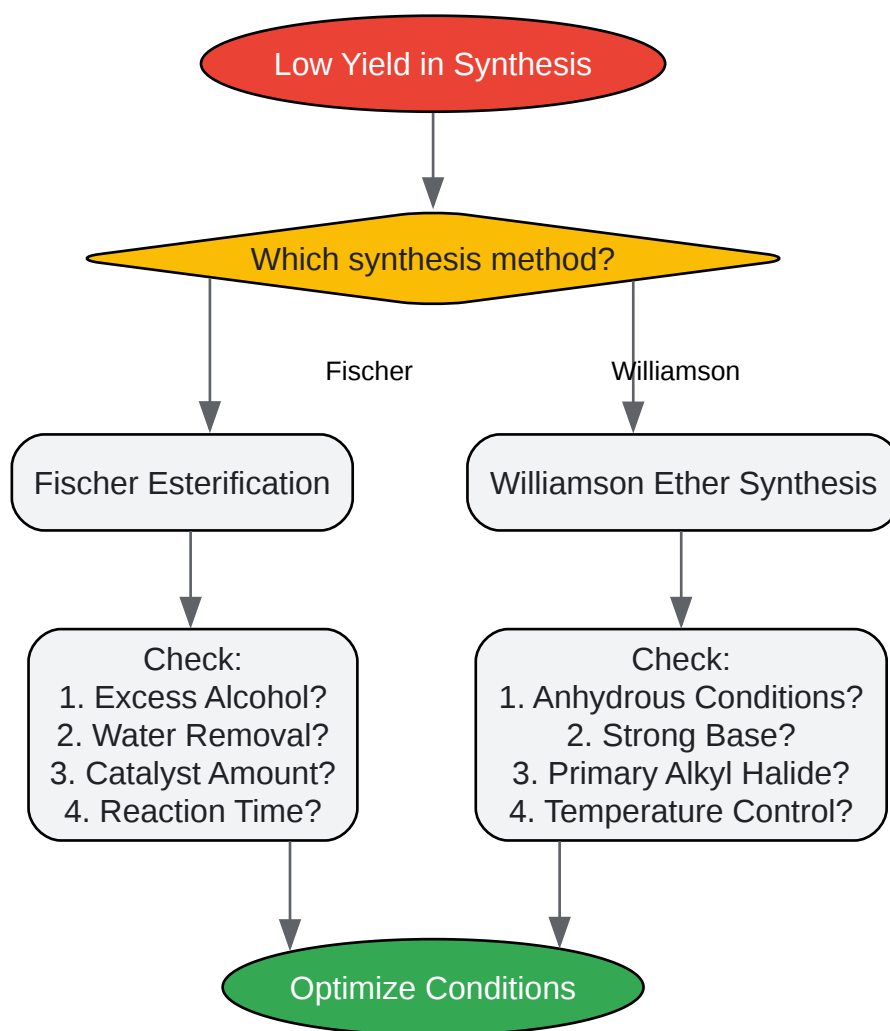 Low Yield in Synthesis
Which synthesis method?
Fischer
Williamson
Fischer Esterification
Williamson Ether Synthesis
Check:
1. Excess Alcohol?
2. Water Removal?
3. Catalyst Amount?
4. Reaction Time?
Check:
1. Anhydrous Conditions?
2. Strong Base?
3. Primary Alkyl Halide?
4. Temperature Control?
Optimize Conditions